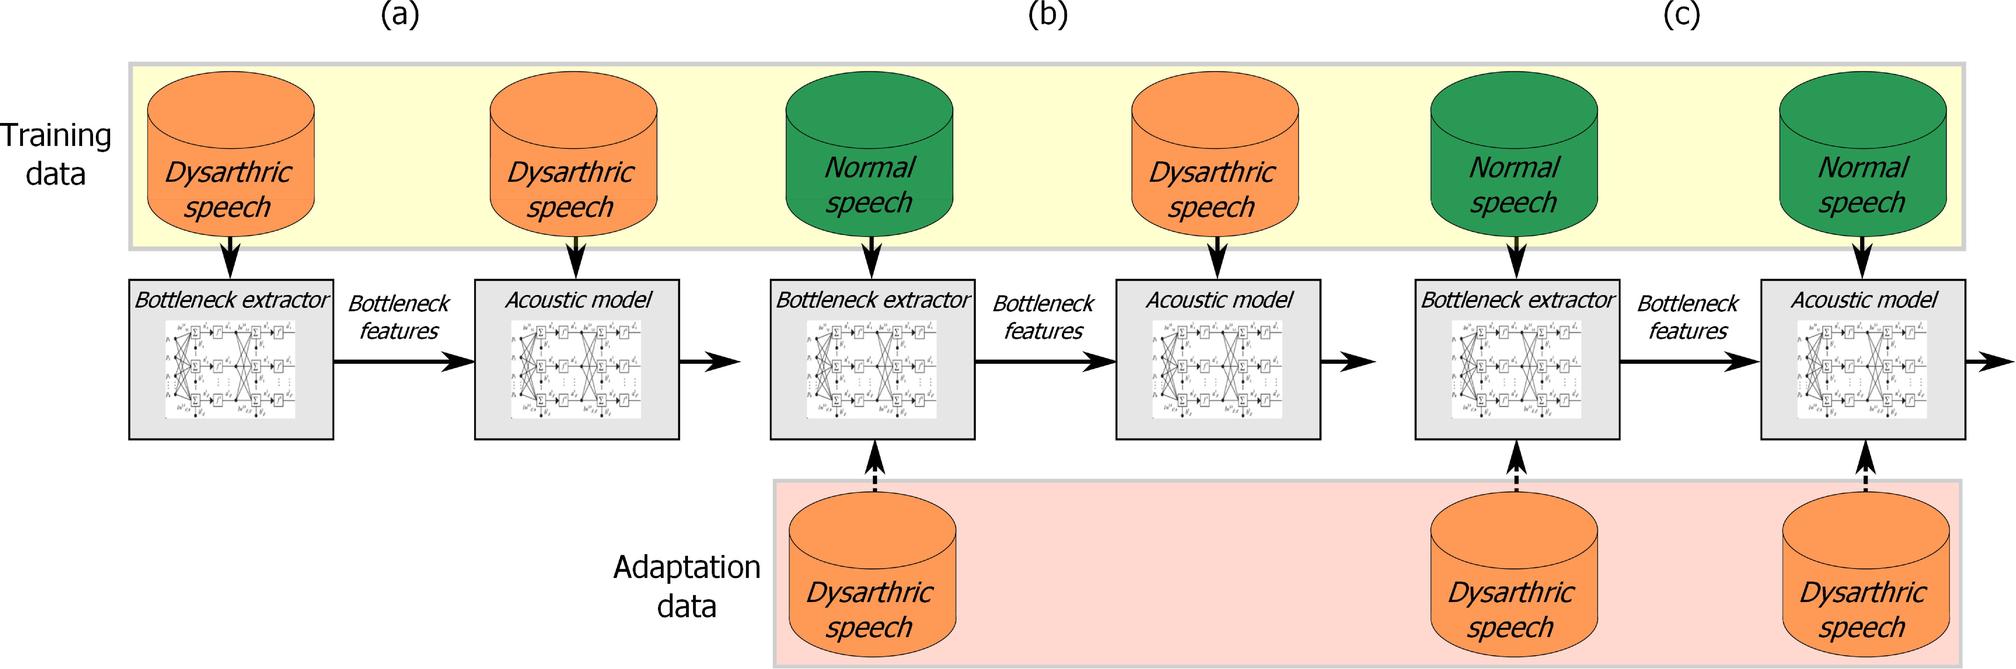 (a)
(b)
(c)
Training
data
Dysarthric
speech
Dysarthric
speech
Normal
speech
Dysarthric
speech
Normal
speech
Normal
speech
Bottleneck extractor
Bottleneck
features
Acoustic model
Bottleneck extractor
Bottleneck
features
Acoustic model
Bottleneck extractor
Bottleneck
features
Acoustic model
Adaptation
data
Dysarthric
speech
Dysarthric
speech
Dysarthric
speech